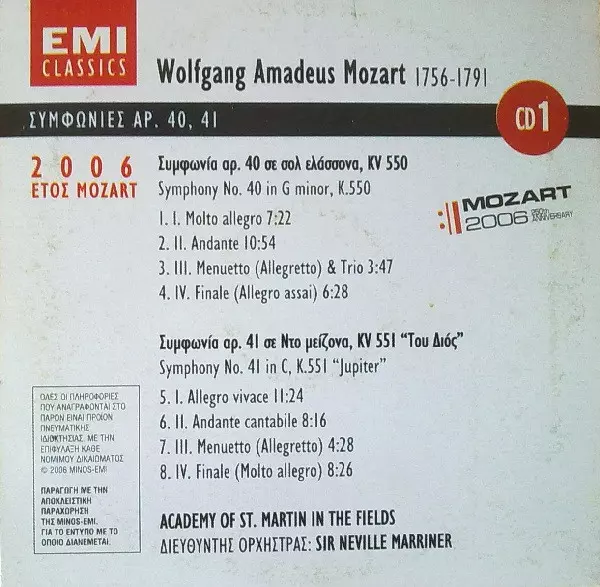 EMI
CLASSICS
Wolfgang Amadeus Mozart 1756-1791
ΣΥΜΦΩΝΙΕΣ ΑΡ. 40, 41
CD1
2006
ΕΤΟΣ MOZART
Συμφωνία αρ. 40 σε σολ ελάσσονα, KV 550
Symphony No. 40 in G minor, K.550
1. I. Molto allegro 7:22
2. II. Andante 10:54
3. III. Menuetto (Allegretto) & Trio 3:47
4. IV. Finale (Allegro assai) 6:28
MOZART
2006 250TH ANNIVERSARY
Συμφωνία αρ. 41 σε Ντο μείζονα, KV 551 "Του Διός"
Symphony No. 41 in C, K.551 "Jupiter"
5. I. Allegro vivace 11:24
6. II. Andante cantabile 8:16
7. III. Menuetto (Allegretto) 4:28
8. IV. Finale (Molto allegro) 8:26
ACADEMY OF ST. MARTIN IN THE FIELDS
ΔΙΕΥΘΥΝΤΗΣ ΟΡΧΗΣΤΡΑΣ: SIR NEVILLE MARRINER
ΟΛΕΣ ΟΙ ΠΛΗΡΟΦΟΡΙΕΣ
ΠΟΥ ΑΝΑΓΡΑΦΟΝΤΑΙ ΣΤΟ
ΠΑΡΟΝ ΕΙΝΑΙ ΠΡΟΪΟΝ
ΠΝΕΥΜΑΤΙΚΗΣ
ΙΔΙΟΚΤΗΣΙΑΣ. ΜΕ ΤΗΝ
ΕΠΙΦΥΛΑΞΗ ΚΑΘΕ
ΝΟΜΙΜΟΥ ΔΙΚΑΙΩΜΑΤΟΣ
© 2006 MINOS-EMI
ΠΑΡΑΓΩΓΗ ΜΕ ΤΗΝ
ΑΠΟΚΛΕΙΣΤΙΚΗ
ΠΑΡΑΧΩΡΗΣΗ
ΤΗΣ MINOS-EMI.
ΓΙΑ ΤΟ ΕΝΤΥΠΟ ΜΕ ΤΟ
ΟΠΟΙΟ ΔΙΑΝΕΜΕΤΑΙ.